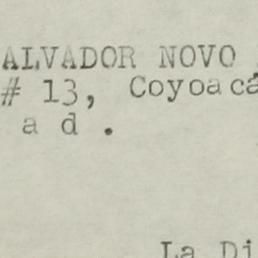 ALVADOR NOVO
# 13, Coyoacá
a d .
La Di